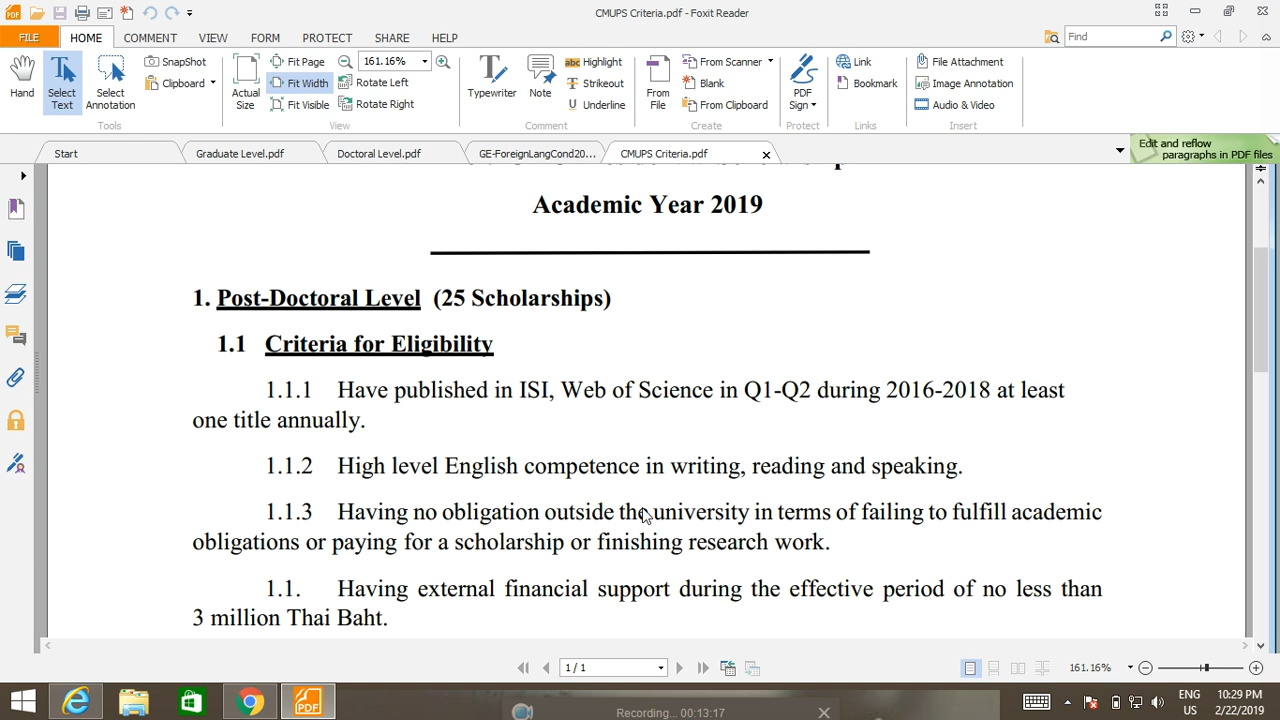 CMUPS Criteria.pdf - Foxit Reader
FILE HOME COMMENT VIEW FORM PROTECT SHARE HELP Find
Hand
Select Text
Select Annotation
SnapShot
Clipboard
Tools
Actual Size
Fit Page
Fit Width
Fit Visible
161.16%
Rotate Left
Rotate Right
View
Typewriter
Note
Highlight
Strikeout
Underline
Comment
From File
From Scanner
Blank
From Clipboard
Create
PDF Sign
Protect
Link
Bookmark
Links
File Attachment
Image Annotation
Audio & Video
Insert
Start Graduate Level.pdf Doctoral Level.pdf GE-ForeignLangCond20... CMUPS Criteria.pdf
Edit and reflow
paragraphs in PDF files
Academic Year 2019
1. Post-Doctoral Level (25 Scholarships)
1.1 Criteria for Eligibility
1.1.1 Have published in ISI, Web of Science in Q1-Q2 during 2016-2018 at least
one title annually.
1.1.2 High level English competence in writing, reading and speaking.
1.1.3 Having no obligation outside the university in terms of failing to fulfill academic
obligations or paying for a scholarship or finishing research work.
1.1. Having external financial support during the effective period of no less than
3 million Thai Baht.
1 / 1 161.16%
Recording... 00:13:17
ENG 10:29 PM
US 2/22/2019